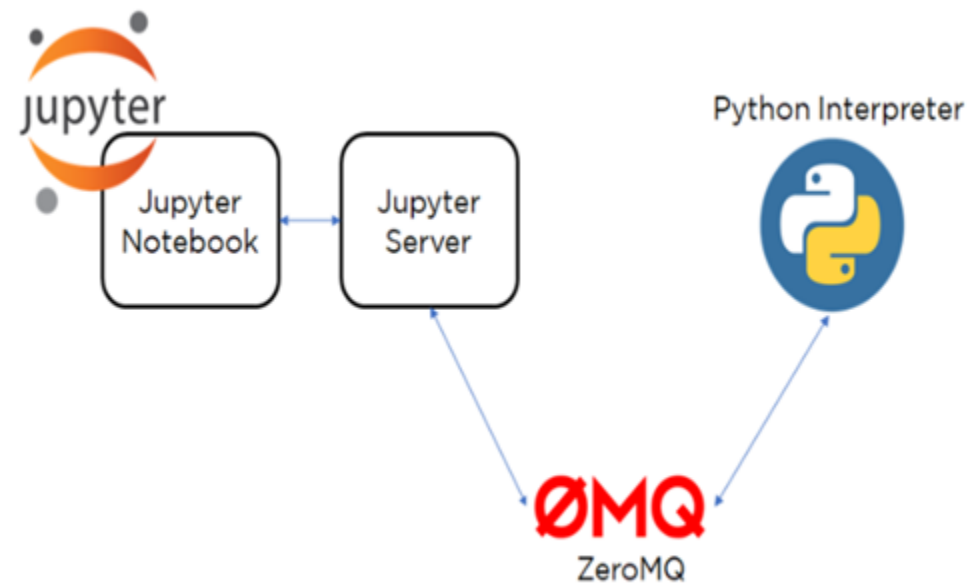 jupyter
Jupyter
Notebook
Jupyter
Server
Python Interpreter
ØMQ
ZeroMQ